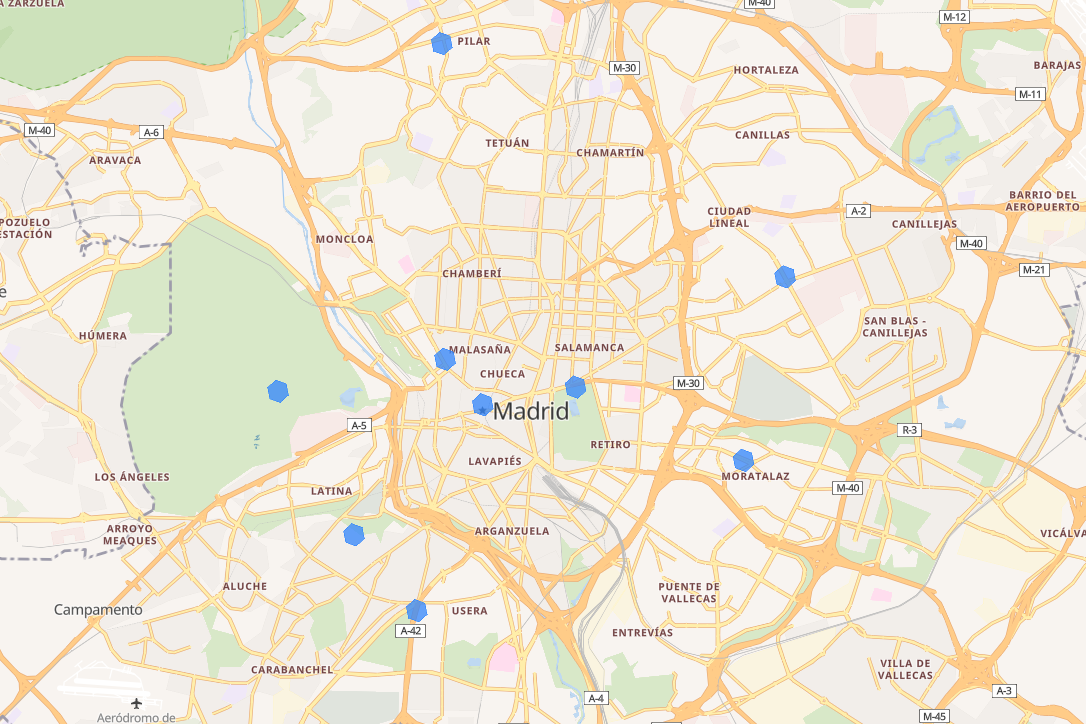 A ZARZUELA
M-40
M-12
PILAR
M-30
HORTALEZA
BARAJAS
M-11
M-40
A-6
CANILLAS
TETUÁN
CHAMARTÍN
ARAVACA
BARRIO DEL
AEROPUERTO
POZUELO
ESTACIÓN
CIUDAD
LINEAL
A-2
CANILLEJAS
MONCLOA
M-40
M-21
CHAMBERÍ
e
SAN BLAS -
CANILLEJAS
HÚMERA
MALASAÑA
SALAMANCA
CHUECA
M-30
Madrid
A-5
R-3
RETIRO
LAVAPIÉS
LOS ÁNGELES
MORATALAZ
LATINA
M-40
ARROYO
MEAQUES
ARGANZUELA
VICÁLVA
ALUCHE
PUENTE DE
VALLECAS
Campamento
USERA
A-42
ENTREVÍAS
CARABANCHEL
VILLA DE
VALLECAS
A-3
A-4
Aeródromo de
M-45